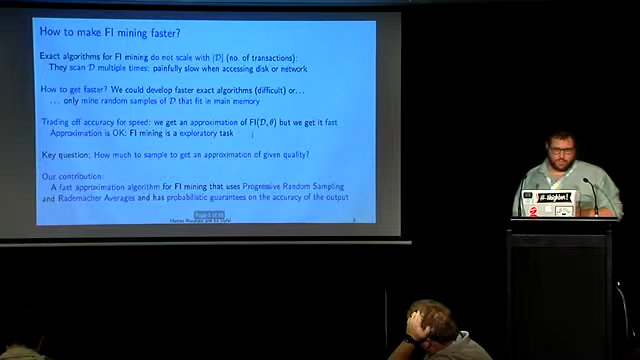 How to make FI mining faster?
Exact algorithms for FI mining do not scale with |D| (no. of transactions):
They scan D multiple times: painfully slow when accessing disk or network
How to get faster? We could develop faster exact algorithms (difficult) or...
... only mine random samples of D that fit in main memory
Trading off accuracy for speed: we get an approximation of FI(D, θ) but we get it fast
Approximation is OK: FI mining is a exploratory task
Key question: How much to sample to get an approximation of given quality?
Our contribution:
A fast approximation algorithm for FI mining that uses Progressive Random Sampling
and Rademacher Averages and has probabilistic guarantees on the accuracy of the output